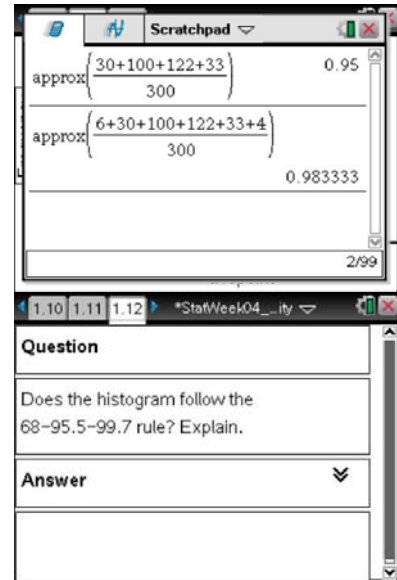 Scratchpad
approx(30+100+122+33/300) 0.95
approx(6+30+100+122+33+4/300)
0.983333
2/99
1.10 1.11 1.12 *StatWeek04_…ity
Question
Does the histogram follow the
68–95.5–99.7 rule? Explain.
Answer